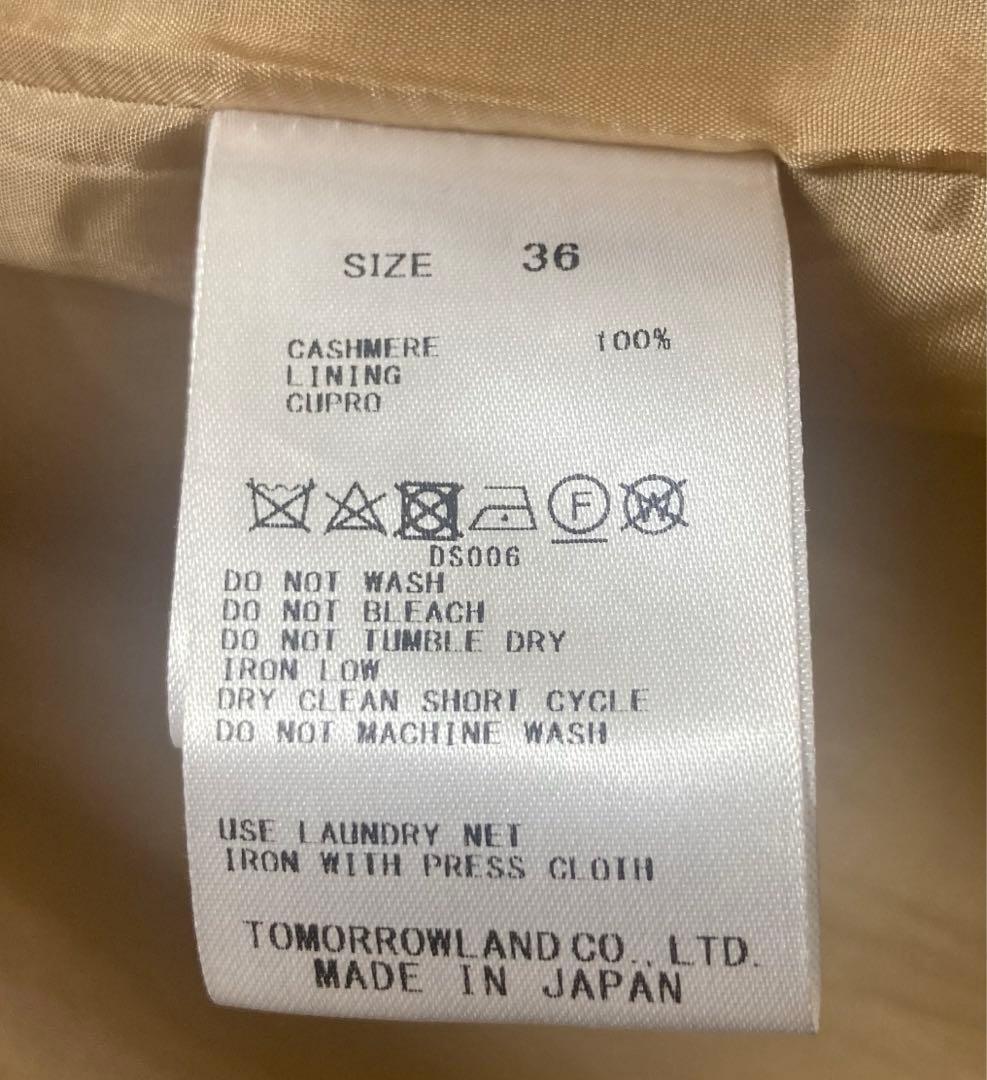 SIZE 36
CASHMERE 100%
LINING
CUPRO
F W
DS006
DO NOT WASH
DO NOT BLEACH
DO NOT TUMBLE DRY
IRON LOW
DRY CLEAN SHORT CYCLE
DO NOT MACHINE WASH
USE LAUNDRY NET
IRON WITH PRESS CLOTH
TOMORROWLAND CO., LTD.
MADE IN JAPAN